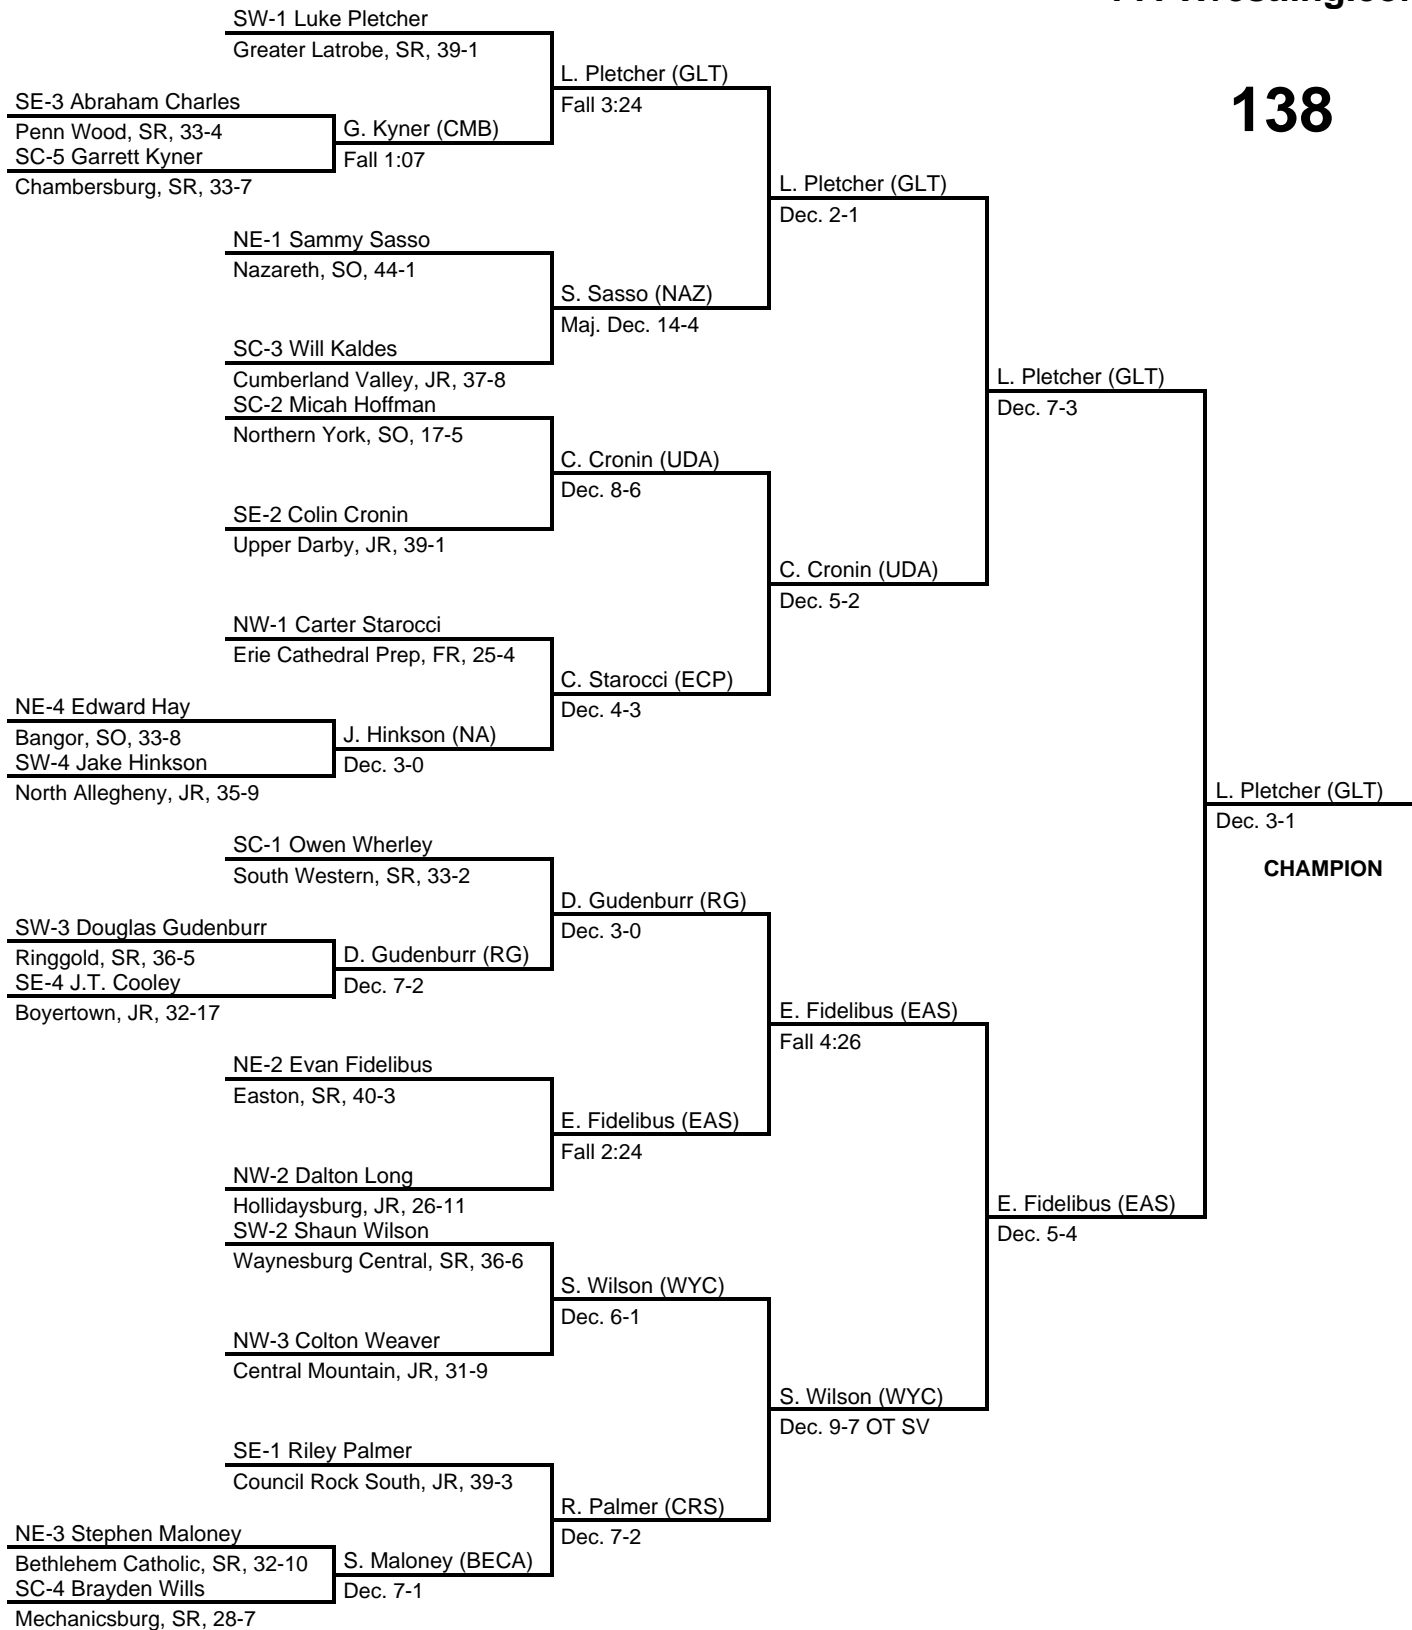 138
SW-1 Luke Pletcher
Greater Latrobe, SR, 39-1
L. Pletcher (GLT)
Fall 3:24
SE-3 Abraham Charles
Penn Wood, SR, 33-4
G. Kyner (CMB)
Fall 1:07
SC-5 Garrett Kyner
Chambersburg, SR, 33-7
L. Pletcher (GLT)
Dec. 2-1
NE-1 Sammy Sasso
Nazareth, SO, 44-1
S. Sasso (NAZ)
Maj. Dec. 14-4
SC-3 Will Kaldes
Cumberland Valley, JR, 37-8
L. Pletcher (GLT)
Dec. 7-3
SC-2 Micah Hoffman
Northern York, SO, 17-5
C. Cronin (UDA)
Dec. 8-6
SE-2 Colin Cronin
Upper Darby, JR, 39-1
C. Cronin (UDA)
Dec. 5-2
NW-1 Carter Starocci
Erie Cathedral Prep, FR, 25-4
C. Starocci (ECP)
Dec. 4-3
NE-4 Edward Hay
Bangor, SO, 33-8
J. Hinkson (NA)
Dec. 3-0
SW-4 Jake Hinkson
North Allegheny, JR, 35-9
L. Pletcher (GLT)
Dec. 3-1
CHAMPION
SC-1 Owen Wherley
South Western, SR, 33-2
D. Gudenburr (RG)
Dec. 3-0
SW-3 Douglas Gudenburr
Ringgold, SR, 36-5
D. Gudenburr (RG)
Dec. 7-2
SE-4 J.T. Cooley
Boyertown, JR, 32-17
E. Fidelibus (EAS)
Fall 4:26
NE-2 Evan Fidelibus
Easton, SR, 40-3
E. Fidelibus (EAS)
Fall 2:24
NW-2 Dalton Long
Hollidaysburg, JR, 26-11
E. Fidelibus (EAS)
Dec. 5-4
SW-2 Shaun Wilson
Waynesburg Central, SR, 36-6
S. Wilson (WYC)
Dec. 6-1
NW-3 Colton Weaver
Central Mountain, JR, 31-9
S. Wilson (WYC)
Dec. 9-7 OT SV
SE-1 Riley Palmer
Council Rock South, JR, 39-3
R. Palmer (CRS)
Dec. 7-2
NE-3 Stephen Maloney
Bethlehem Catholic, SR, 32-10
S. Maloney (BECA)
Dec. 7-1
SC-4 Brayden Wills
Mechanicsburg, SR, 28-7